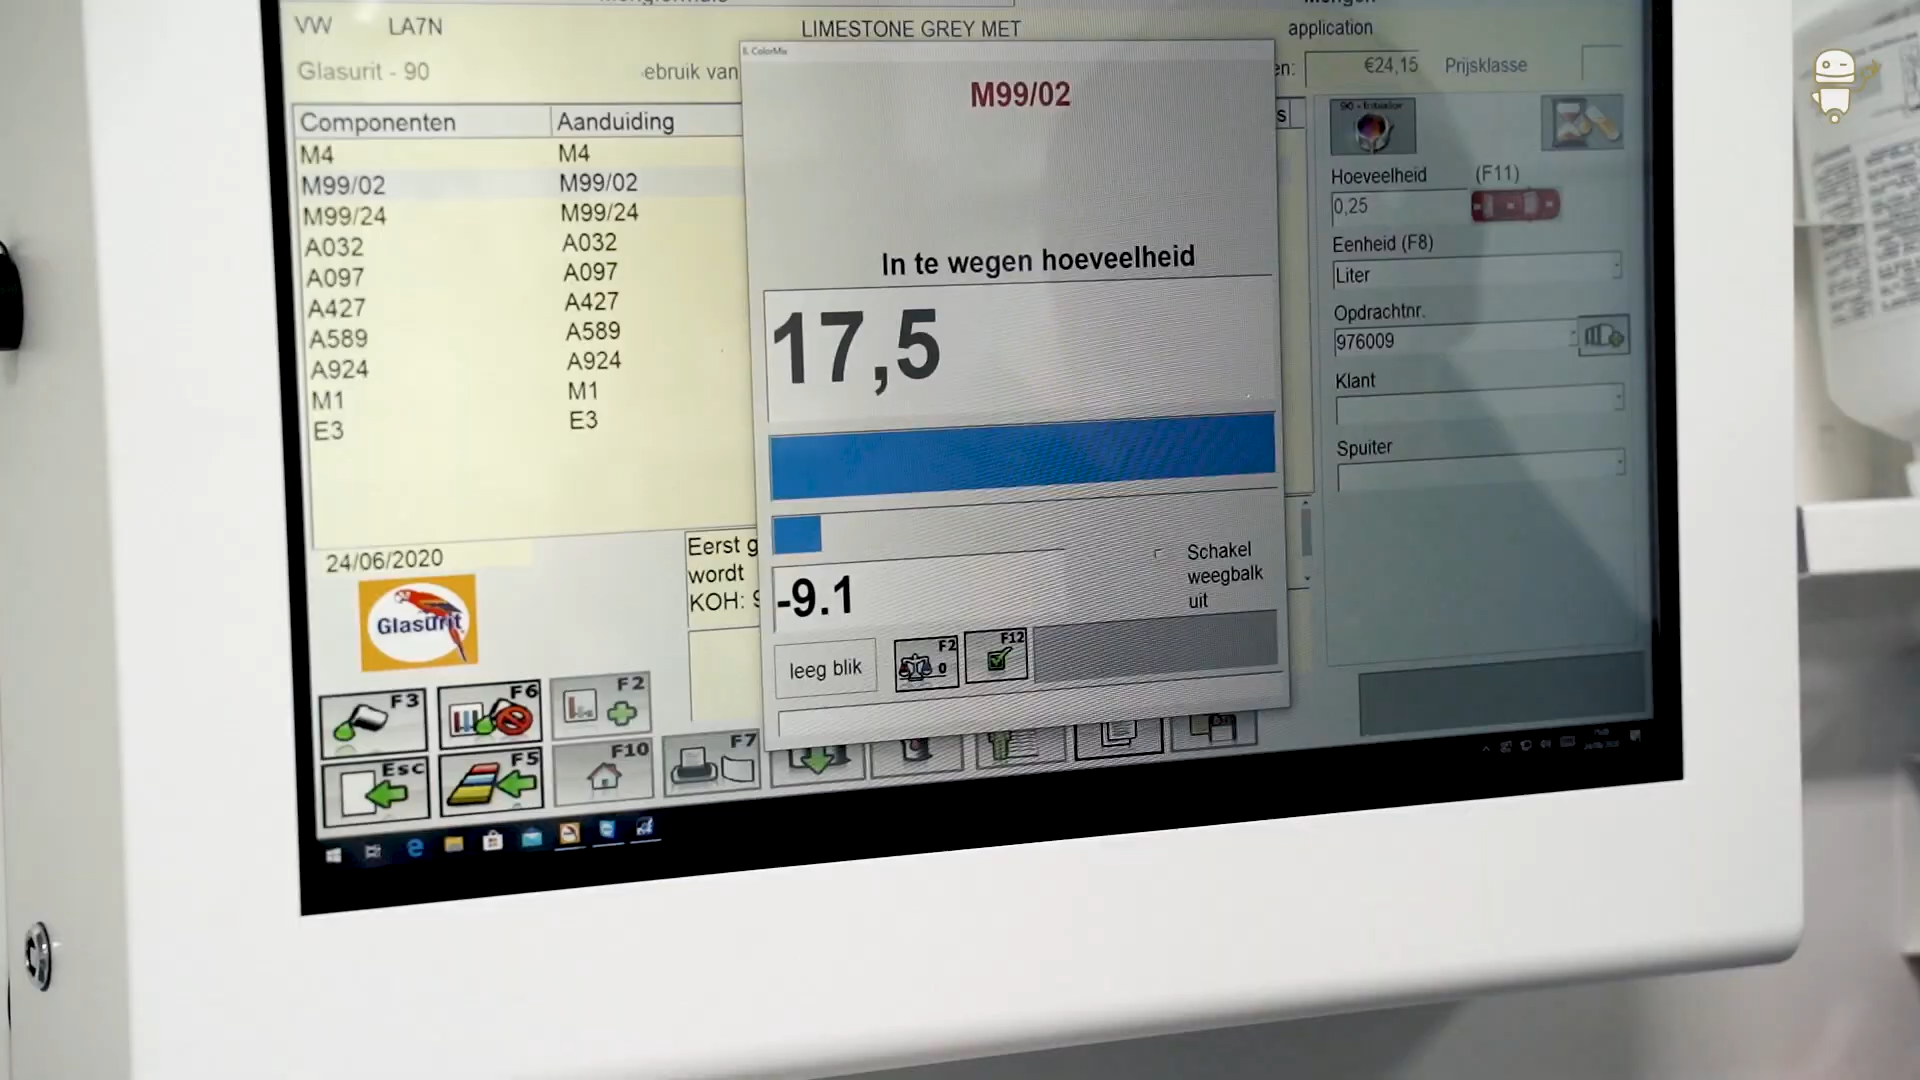 VW LA7N LIMESTONE GREY MET
application
Glasurit - 90
€24,15 Prijsklasse
ColorMix
M99/02
Componenten Aanduiding
M4 M4
M99/02 M99/02
M99/24 M99/24
A032 A032
A097 A097
A427 A427
A589 A589
A924 A924
M1 M1
E3 E3
In te wegen hoeveelheid
17,5
-9.1
Schakel
weegbalk
uit
leeg blik
F2
0
F12
Hoeveelheid (F11)
0,25
Eenheid (F8)
Liter
Opdrachtnr.
976009
Klant
Spuiter
24/06/2020
Glasurit
Eerst g
wordt
KOH:
F3
F6
F2
Esc
F5
F10
F7